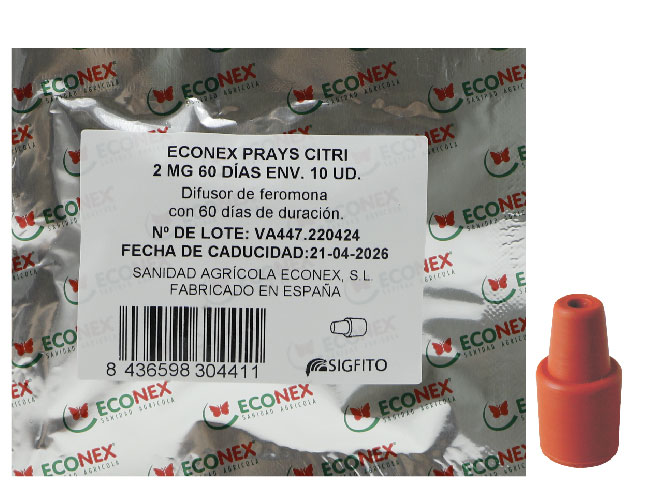 ECONEX PRAYS CITRI
2 MG 60 DÍAS ENV. 10 UD.
Difusor de feromona
con 60 días de duración.
Nº DE LOTE: VA447.220424
FECHA DE CADUCIDAD:21-04-2026
SANIDAD AGRÍCOLA ECONEX, S.L.
FABRICADO EN ESPAÑA
8 436598 304411
SIGFITO
ECONEX
SANIDAD AGRÍCOLA